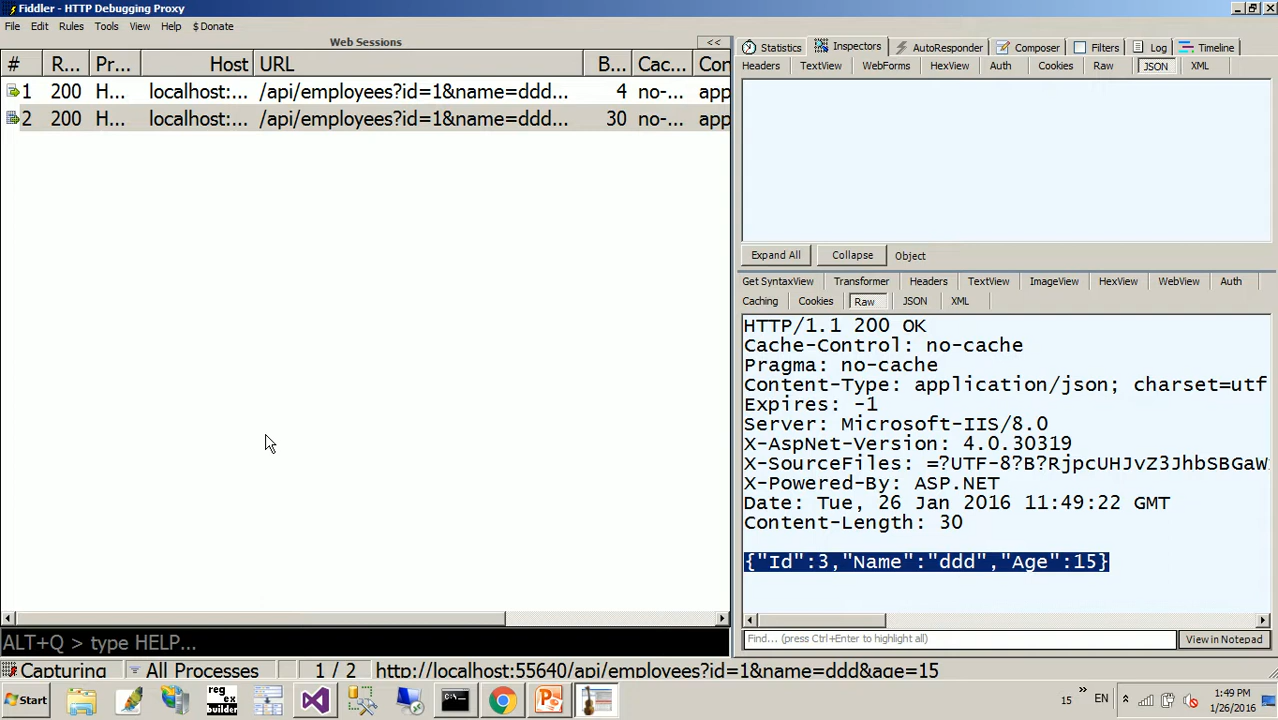 Fiddler - HTTP Debugging Proxy
File Edit Rules Tools View Help $ Donate
Web Sessions <<
# R... Pr... Host URL B... Cac... Con
1 200 H... localhost:... /api/employees?id=1&name=ddd... 4 no-... app
2 200 H... localhost:... /api/employees?id=1&name=ddd... 30 no-... app
Statistics Inspectors AutoResponder Composer Filters Log Timeline
Headers TextView WebForms HexView Auth Cookies Raw JSON XML
Expand All Collapse Object
Get SyntaxView Transformer Headers TextView ImageView HexView WebView Auth
Caching Cookies Raw JSON XML
HTTP/1.1 200 OK
Cache-Control: no-cache
Pragma: no-cache
Content-Type: application/json; charset=utf
Expires: -1
Server: Microsoft-IIS/8.0
X-AspNet-Version: 4.0.30319
X-SourceFiles: =?UTF-8?B?RjpcUHJvZ3JhbSBGaW
X-Powered-By: ASP.NET
Date: Tue, 26 Jan 2016 11:49:22 GMT
Content-Length: 30
{"Id":3,"Name":"ddd","Age":15}
Find... (press Ctrl+Enter to highlight all) View in Notepad
ALT+Q > type HELP...
Capturing All Processes 1 / 2 http://localhost:55640/api/employees?id=1&name=ddd&age=15
Start reg ex builder 15 » EN 1:49 PM
1/26/2016